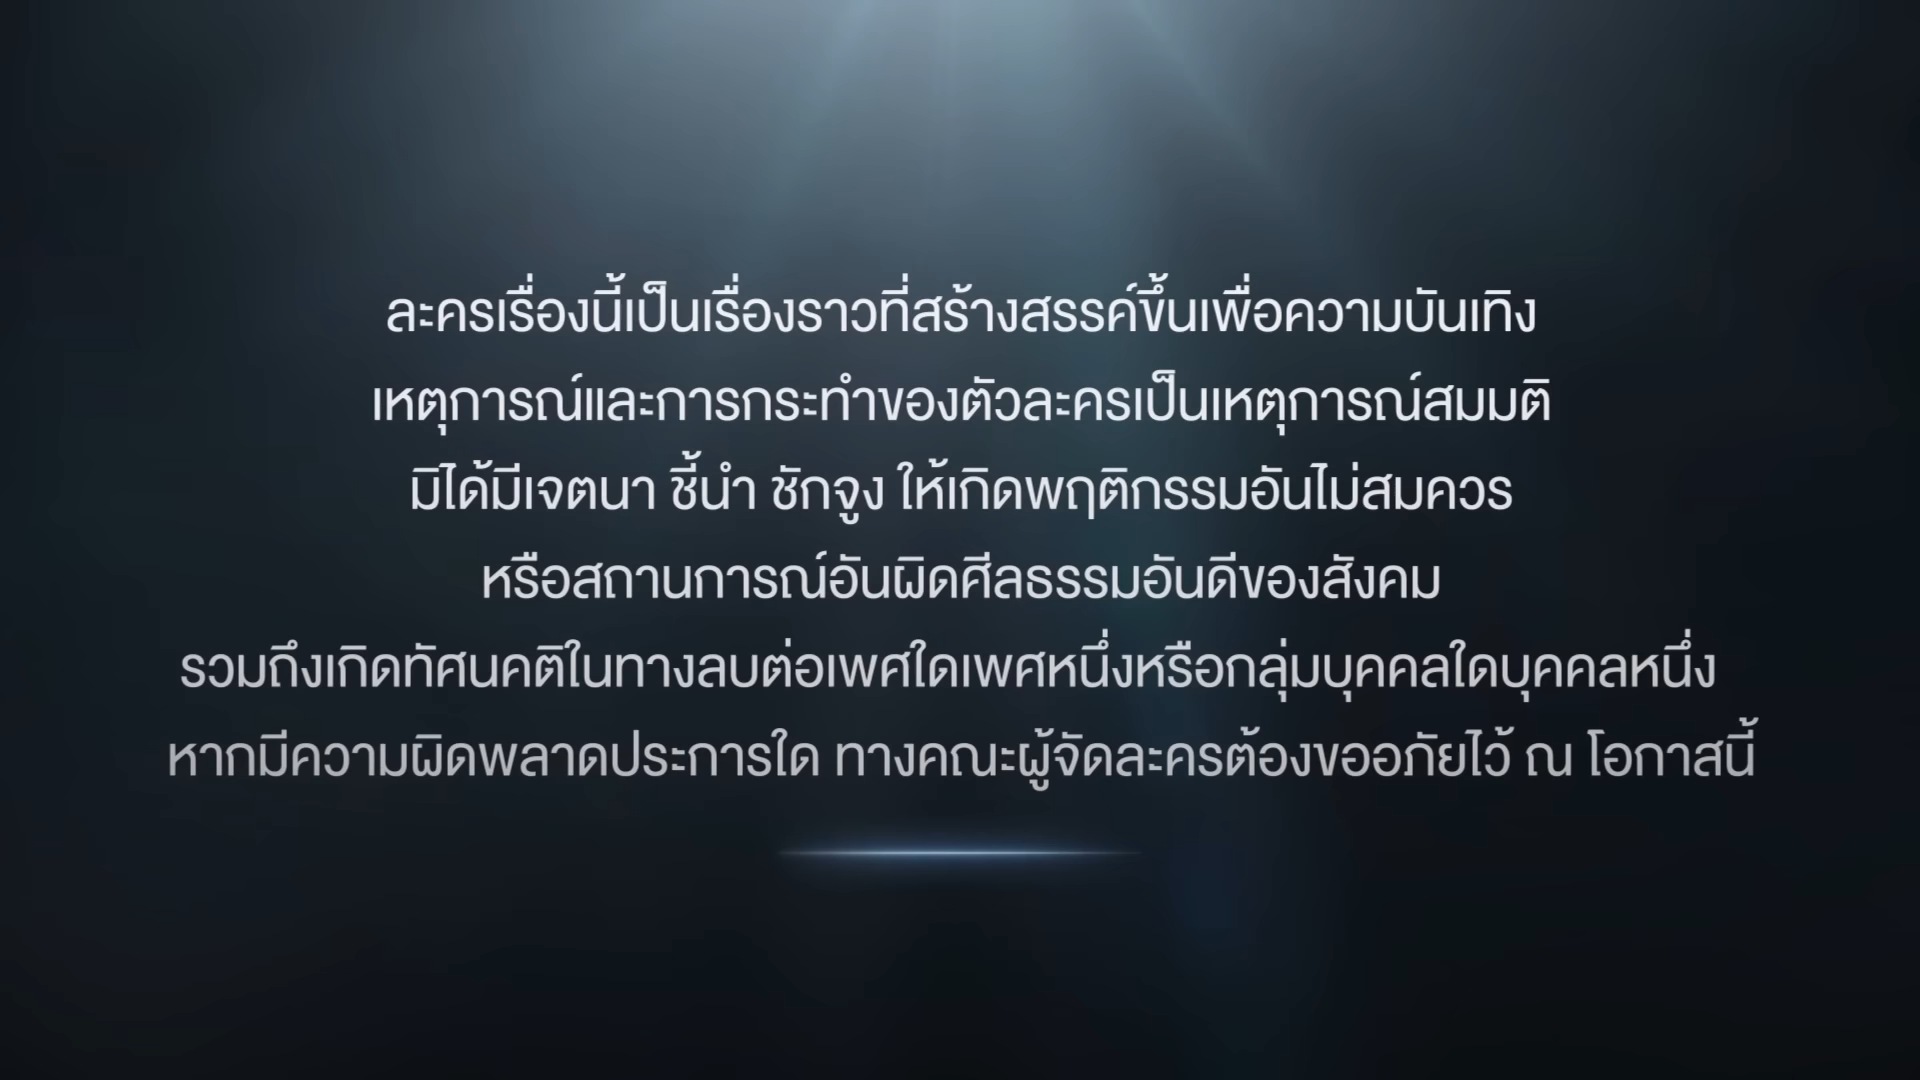 ละครเรื่องนี้เป็นเรื่องราวที่สร้างสรรค์ขึ้นเพื่อความบันเทิง
เหตุการณ์และการกระทำของตัวละครเป็นเหตุการณ์สมมติ
มิได้มีเจตนา ชี้นำ ชักจูง ให้เกิดพฤติกรรมอันไม่สมควร
หรือสถานการณ์อันผิดศีลธรรมอันดีของสังคม
รวมถึงเกิดทัศนคติในทางลบต่อเพศใดเพศหนึ่งหรือกลุ่มบุคคลใดบุคคลหนึ่ง
หากมีความผิดพลาดประการใด ทางคณะผู้จัดละครต้องขออภัยไว้ ณ โอกาสนี้